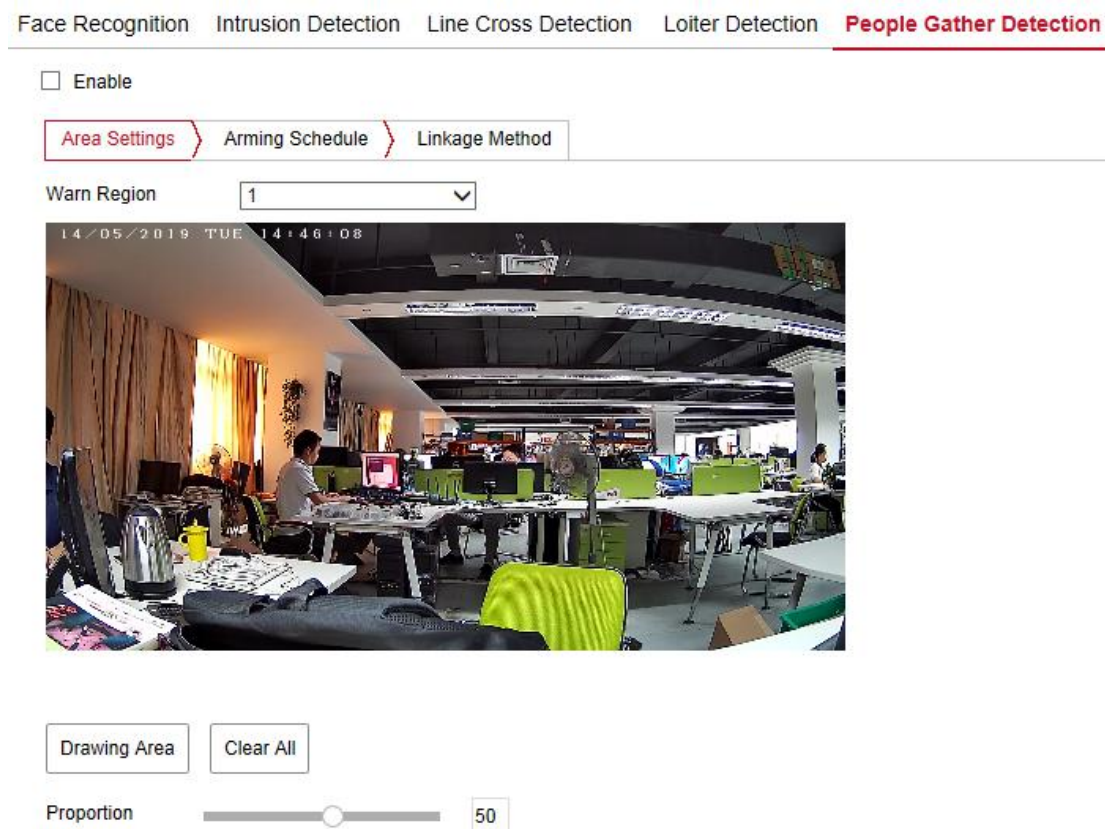 Face Recognition Intrusion Detection Line Cross Detection Loiter Detection People Gather Detection
Enable
Area Settings Arming Schedule Linkage Method
Warn Region 1
14/05/2019 TUE 14:46:08
Drawing Area Clear All
Proportion 50